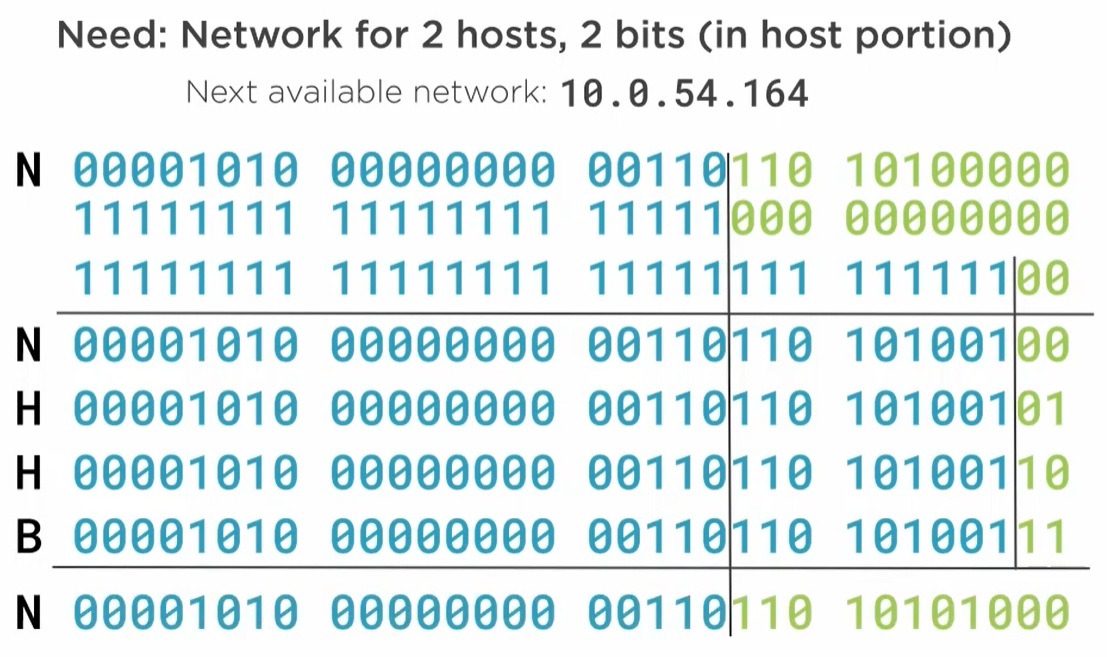 Need: Network for 2 hosts, 2 bits (in host portion)
Next available network: 10.0.54.164
N 00001010 00000000 00110110 10100000
11111111 11111111 11111000 00000000
11111111 11111111 11111111 11111100
N 00001010 00000000 00110110 10100100
H 00001010 00000000 00110110 10100101
H 00001010 00000000 00110110 10100110
B 00001010 00000000 00110110 10100111
N 00001010 00000000 00110110 10101000